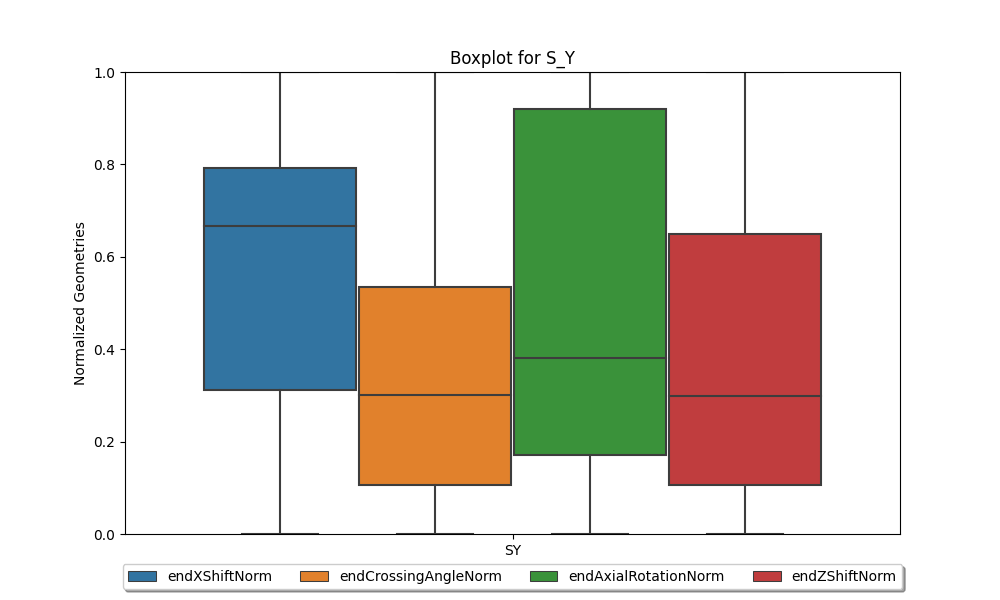 Boxplot for S_Y
Normalized Geometries
1.0
0.8
0.6
0.4
0.2
0.0
SY
endXShiftNorm endCrossingAngleNorm endAxialRotationNorm endZShiftNorm